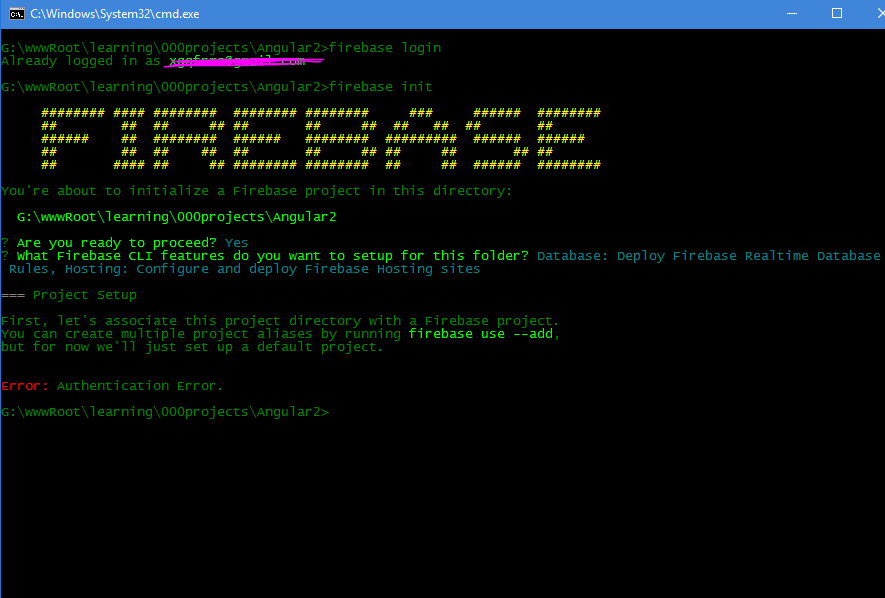 C:\Windows\System32\cmd.exe
G:\wwwRoot\learning\000projects\Angular2>firebase login
Already logged in as
G:\wwwRoot\learning\000projects\Angular2>firebase init
FIREBASE
You're about to initialize a Firebase project in this directory:
G:\wwwRoot\learning\000projects\Angular2
? Are you ready to proceed? Yes
? What Firebase CLI features do you want to setup for this folder? Database: Deploy Firebase Realtime Database
Rules, Hosting: Configure and deploy Firebase Hosting sites
=== Project Setup
First, let's associate this project directory with a Firebase project.
You can create multiple project aliases by running firebase use --add,
but for now we'll just set up a default project.
Error: Authentication Error.
G:\wwwRoot\learning\000projects\Angular2>